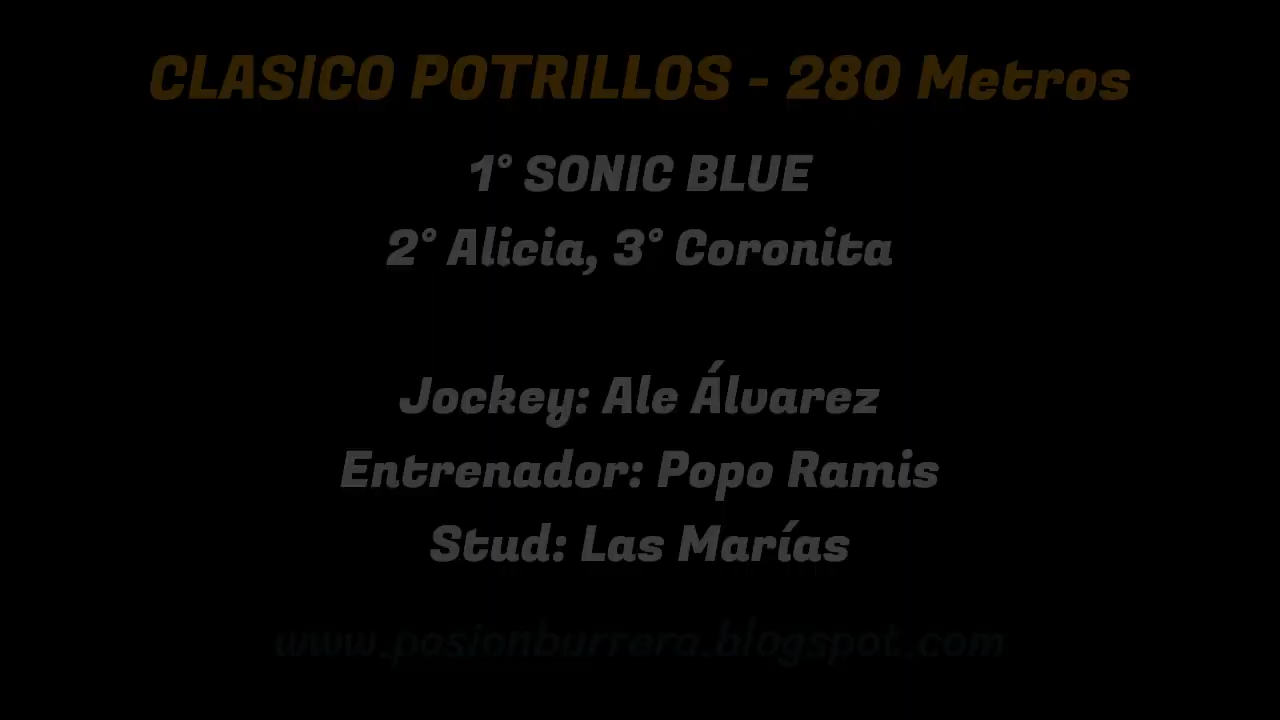 CLASICO POTRILLOS - 280 Metros
1° SONIC BLUE
2° Alicia, 3° Coronita
Jockey: Ale Álvarez
Entrenador: Popo Ramis
Stud: Las Marías
www.pasionburrera.blogspot.com